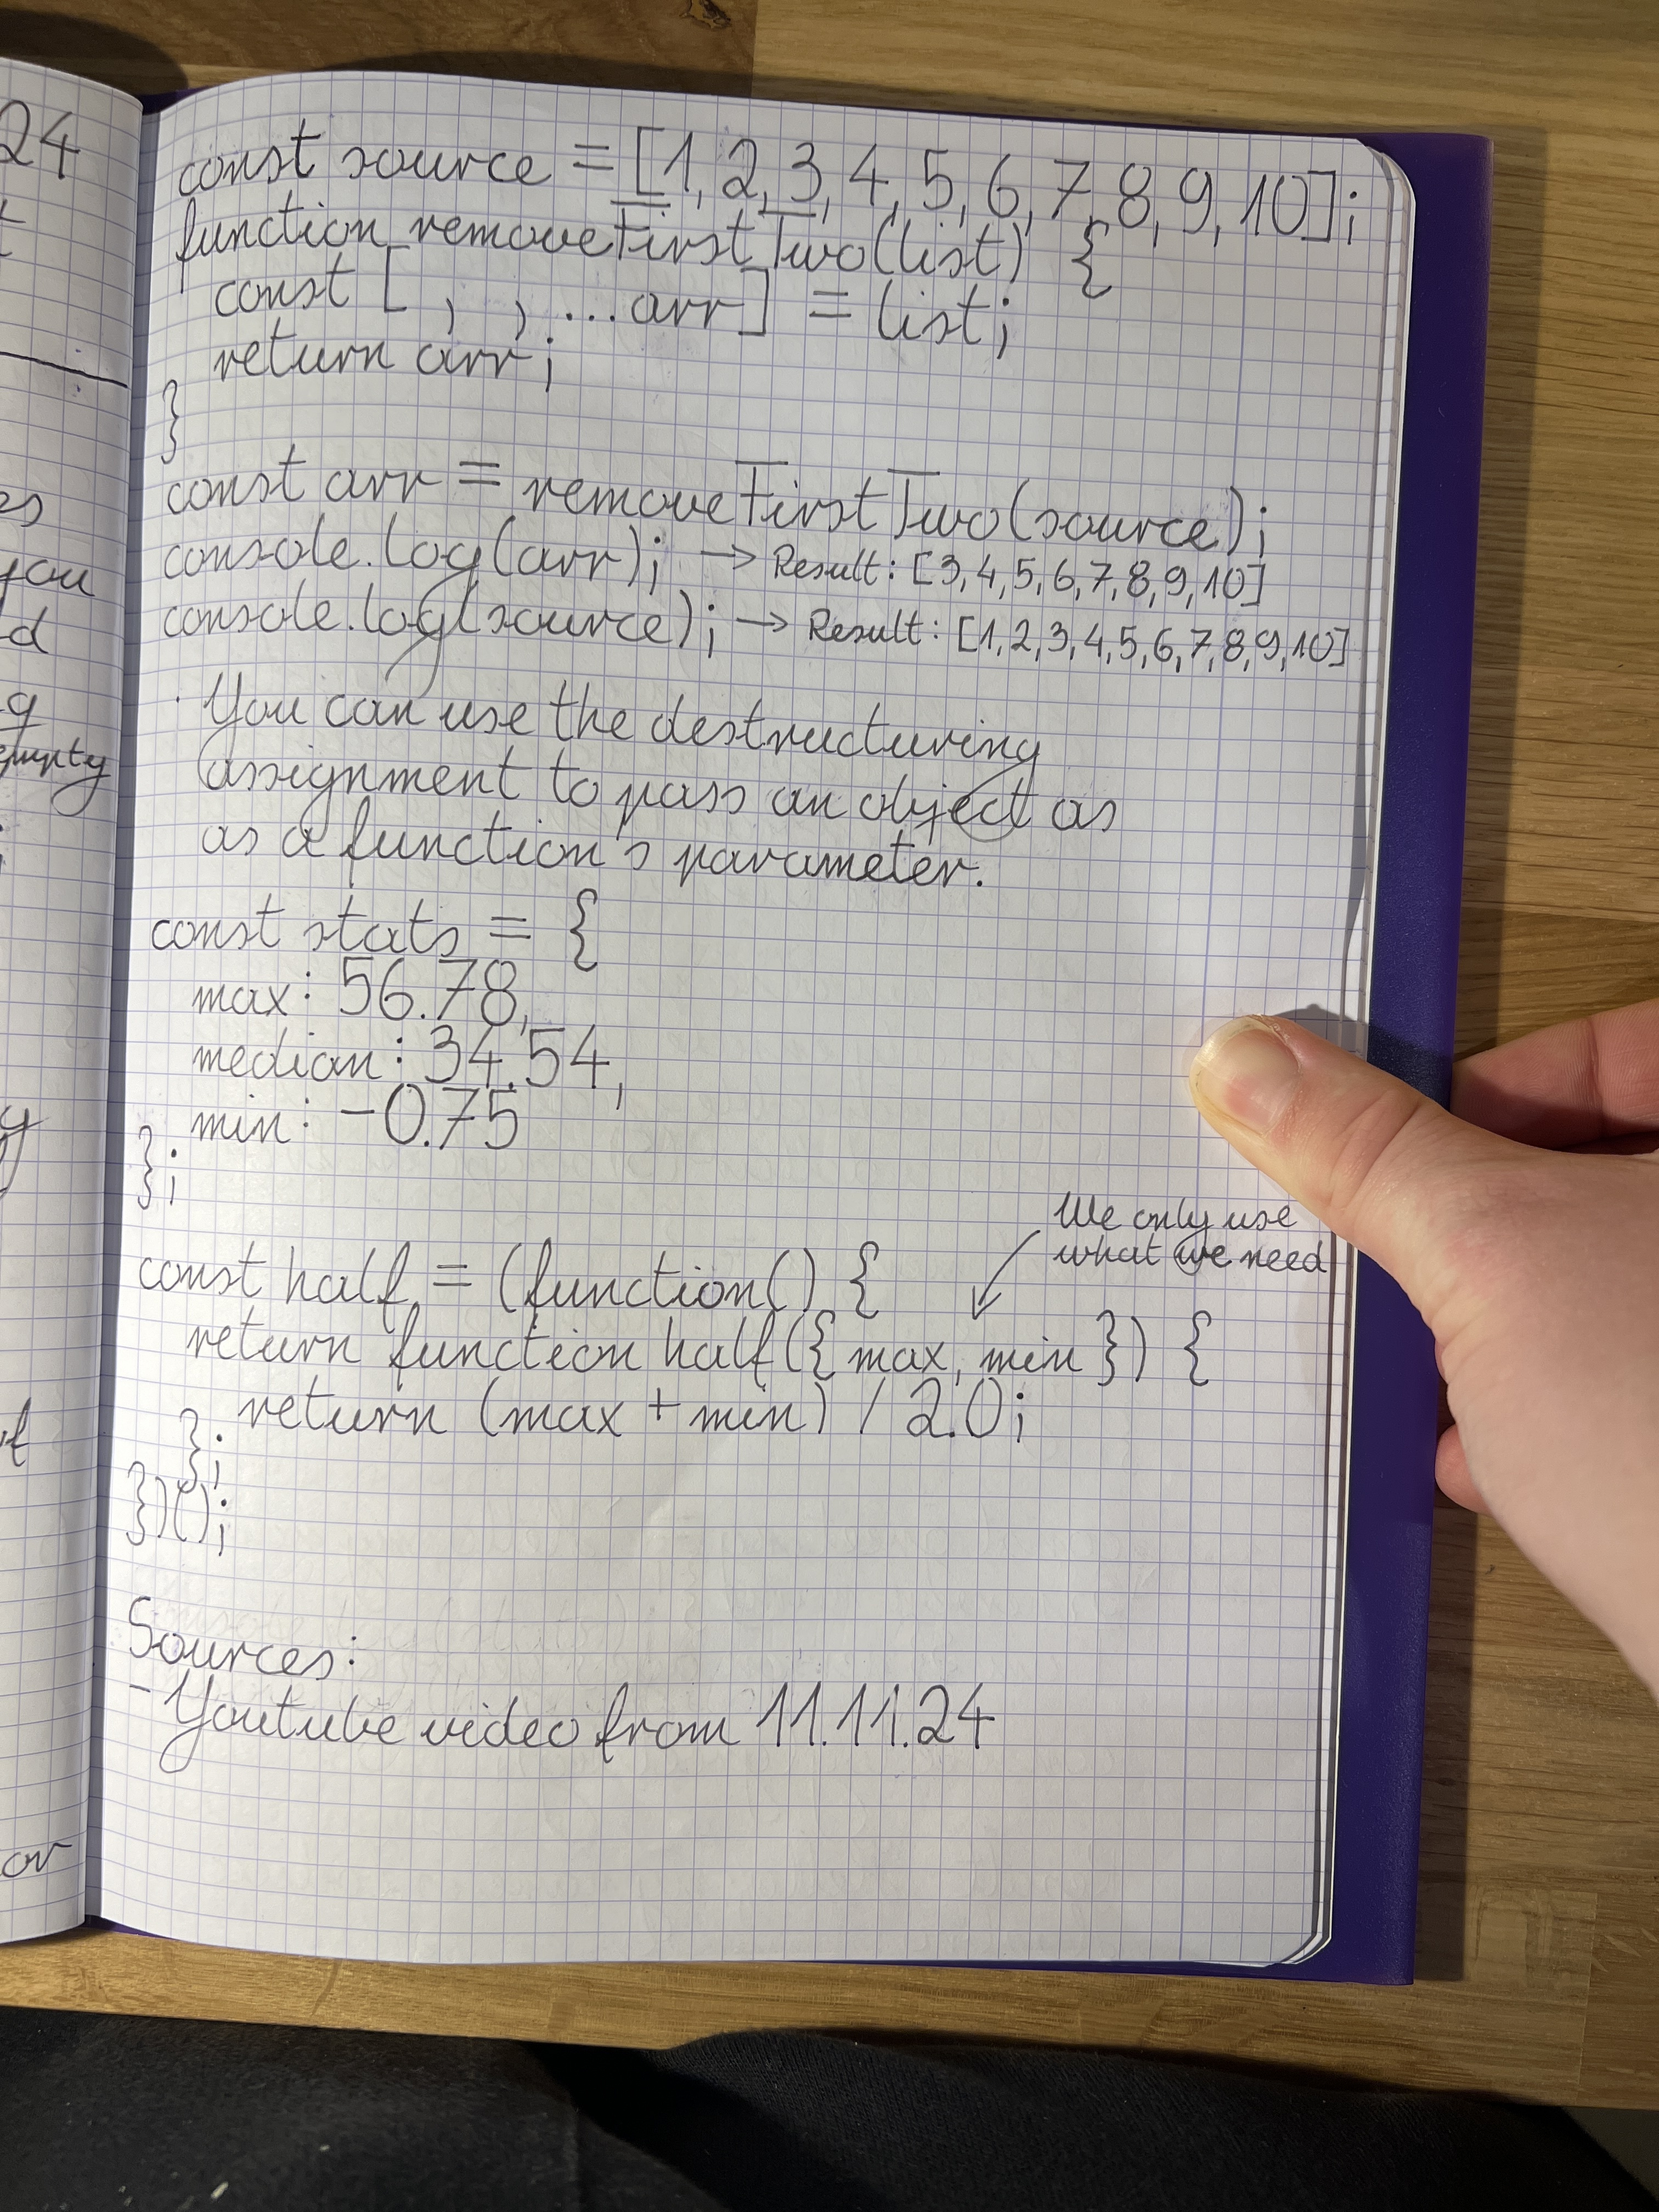 const source = [1,2,3,4,5,6,7,8,9,10];
function removeFirstTwo(list) {
const [ , , ...arr] = list;
return arr;
}
const arr = removeFirstTwo(source);
console.log(arr); → Result: [3,4,5,6,7,8,9,10]
console.log(source); → Result: [1,2,3,4,5,6,7,8,9,10]
· You can use the destructuring
assignment to pass an object as
as a function's parameter.
const stats = {
max: 56.78,
median: 34.54,
min: -0.75
};
We only use
what we need
const half = (function() {
return function half({max, min}) {
return (max + min) / 2.0;
};
})();
Sources:
- Youtube video from 11.11.24
24
you
d
empty
or